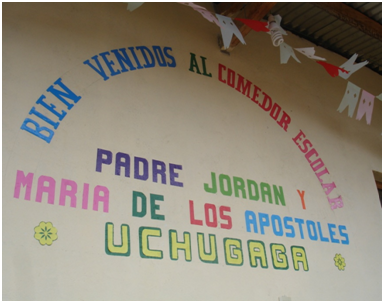 BIEN VENIDOS AL COMEDOR ESCOLAR
PADRE JORDAN Y
MARIA DE LOS APOSTOLES
UCHUGAGA